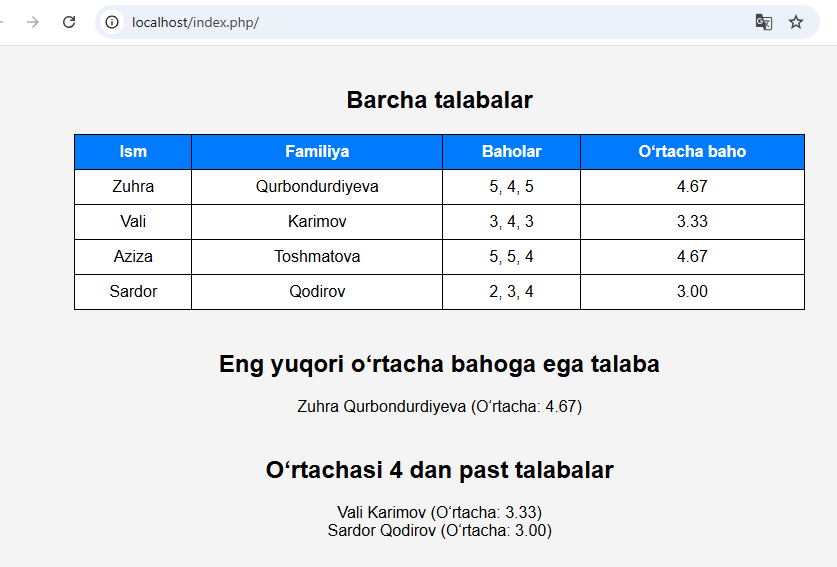 localhost/index.php/
Barcha talabalar
Ism Familiya Baholar O‘rtacha baho
Zuhra Qurbondurdiyeva 5, 4, 5 4.67
Vali Karimov 3, 4, 3 3.33
Aziza Toshmatova 5, 5, 4 4.67
Sardor Qodirov 2, 3, 4 3.00
Eng yuqori o‘rtacha bahoga ega talaba
Zuhra Qurbondurdiyeva (O‘rtacha: 4.67)
O‘rtachasi 4 dan past talabalar
Vali Karimov (O‘rtacha: 3.33)
Sardor Qodirov (O‘rtacha: 3.00)